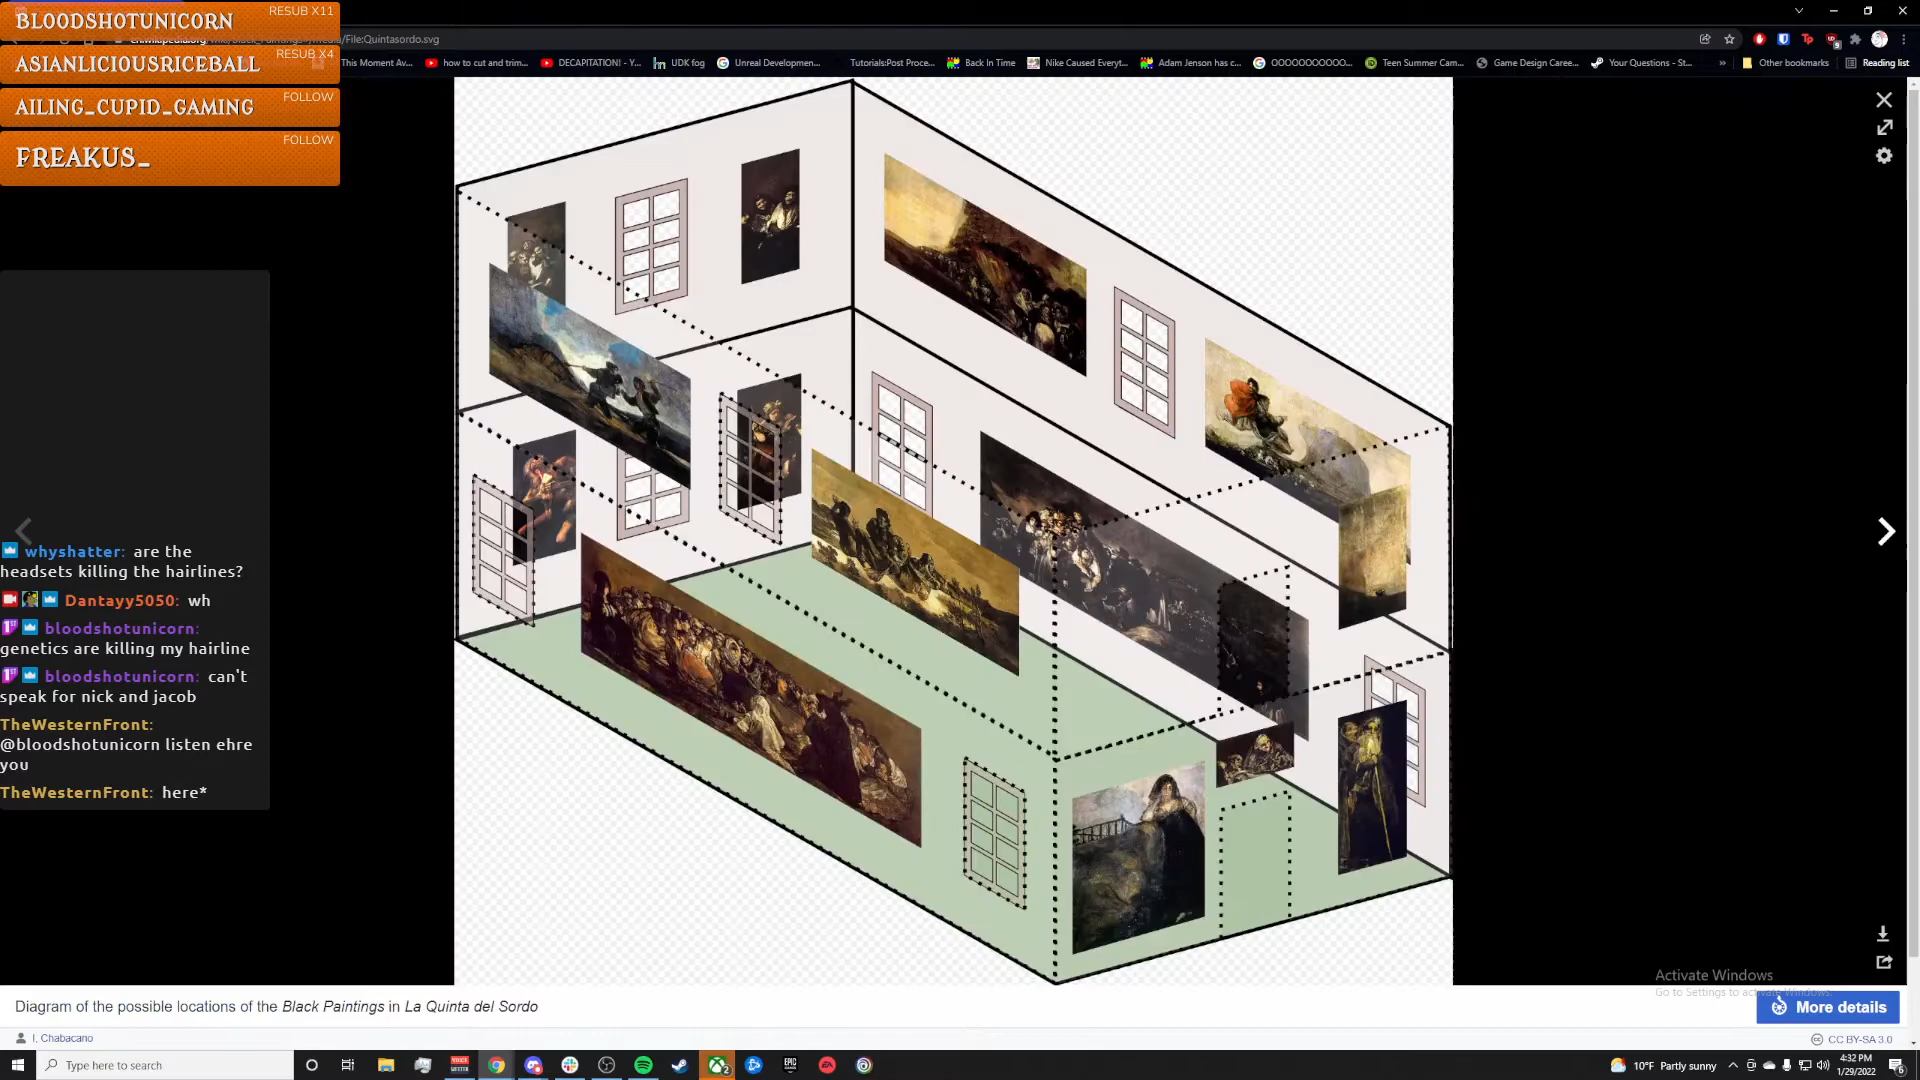 BLOODSHOTUNICORN
RESUB X11
ASIANLICIOUSRICEBALL
RESUB X4
AILING_CUPID_GAMING
FOLLOW
FREAKUS_
FOLLOW
/File:Quintasordo.svg
This Moment Av...
how to cut and trim...
DECAPITATION! - Y...
UDK fog
Unreal Developmen...
Tutorials:Post Proce...
Back In Time
Nike Caused Everyt...
Adam Jenson has c...
OOOOOOOOOOO...
Teen Summer Cam...
Game Design Caree...
Your Questions - St...
»
Other bookmarks
Reading list
whyshatter: are the
headsets killing the hairlines?
Dantayy5050: wh
bloodshotunicorn:
genetics are killing my hairline
bloodshotunicorn: can't
speak for nick and jacob
TheWesternFront:
@bloodshotunicorn listen ehre
you
TheWesternFront: here*
Activate Windows
Go to Settings to activate Windows.
Diagram of the possible locations of the Black Paintings in La Quinta del Sordo
More details
I, Chabacano
CC BY-SA 3.0
Type here to search
10°F Partly sunny
4:32 PM
1/29/2022